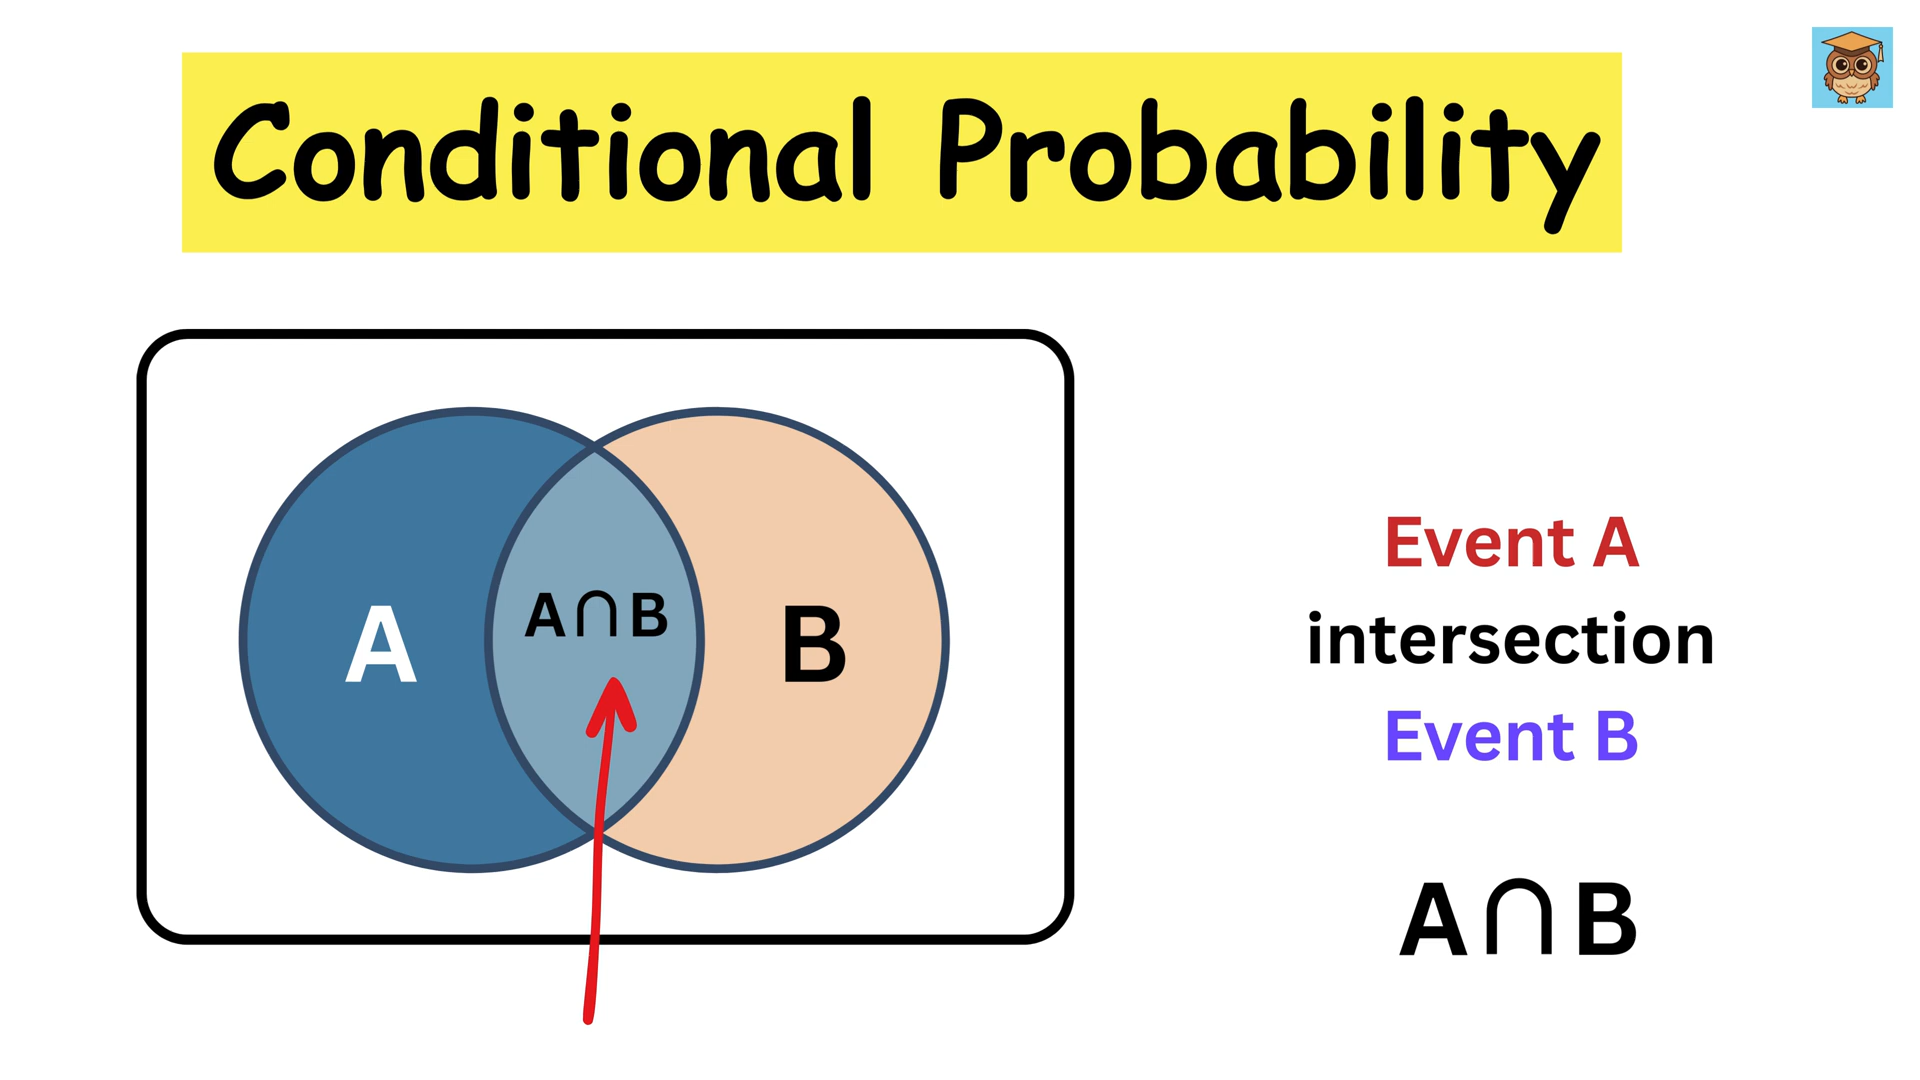 Conditional Probability
A
A∩B
B
Event A
intersection
Event B
A∩B